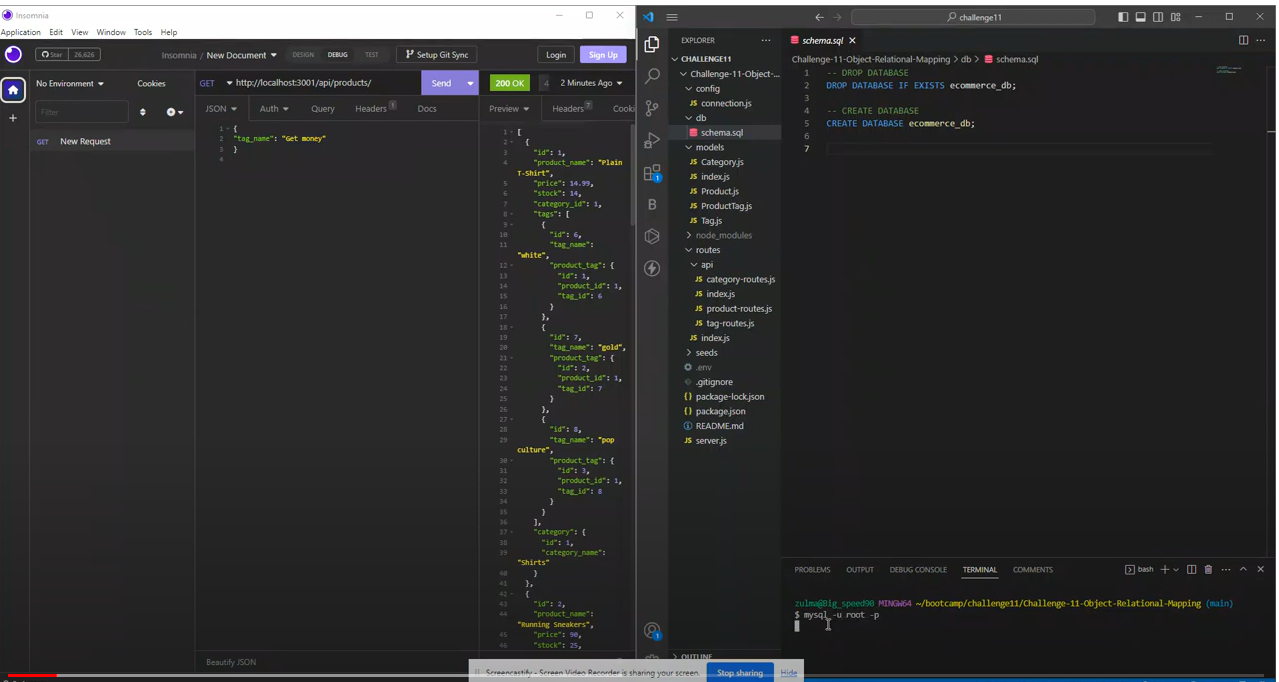 Insomnia
Application Edit View Window Tools Help
Star 26,626
Insomnia / New Document
DESIGN DEBUG TEST
Setup Git Sync
Login
Sign Up
No Environment
Cookies
Filter
GET New Request
GET http://localhost:3001/api/products/
Send
200 OK
4
2 Minutes Ago
JSON Auth Query Headers 1 Docs
Preview Headers 7 Cooki
1 {
"tag_name": "Get money"
3 }
4
Beautify JSON
1 [
2 {
3 "id": 1,
4 "product_name": "Plain
T-Shirt",
5 "price": 14.99,
6 "stock": 14,
7 "category_id": 1,
8 "tags": [
9 {
10 "id": 6,
11 "tag_name":
"white",
12 "product_tag": {
13 "id": 1,
14 "product_id": 1,
15 "tag_id": 6
16 }
17 },
18 {
19 "id": 7,
20 "tag_name": "gold",
21 "product_tag": {
22 "id": 2,
23 "product_id": 1,
24 "tag_id": 7
25 }
26 },
27 {
28 "id": 8,
29 "tag_name": "pop
culture",
30 "product_tag": {
31 "id": 3,
32 "product_id": 1,
33 "tag_id": 8
34 }
35 }
36 ],
37 "category": {
38 "id": 1,
39 "category_name":
"Shirts"
40 }
41 },
42 {
43 "id": 2,
44 "product_name":
"Running Sneakers",
45 "price": 90,
46 "stock": 25,
challenge11
EXPLORER
CHALLENGE11
Challenge-11-Object-...
config
JS connection.js
db
schema.sql
models
JS Category.js
JS index.js
JS Product.js
JS ProductTag.js
JS Tag.js
node_modules
routes
api
JS category-routes.js
JS index.js
JS product-routes.js
JS tag-routes.js
JS index.js
seeds
.env
.gitignore
{} package-lock.json
{} package.json
README.md
JS server.js
OUTLINE
schema.sql
Challenge-11-Object-Relational-Mapping > db > schema.sql
1 -- DROP DATABASE
2 DROP DATABASE IF EXISTS ecommerce_db;
3
4 -- CREATE DATABASE
5 CREATE DATABASE ecommerce_db;
6
7
PROBLEMS OUTPUT DEBUG CONSOLE TERMINAL COMMENTS
bash
zulma@Big_speed90 MINGW64 ~/bootcamp/challenge11/Challenge-11-Object-Relational-Mapping (main)
$ mysql -u root -p
Screencastify - Screen Video Recorder is sharing your screen.
Stop sharing
Hide